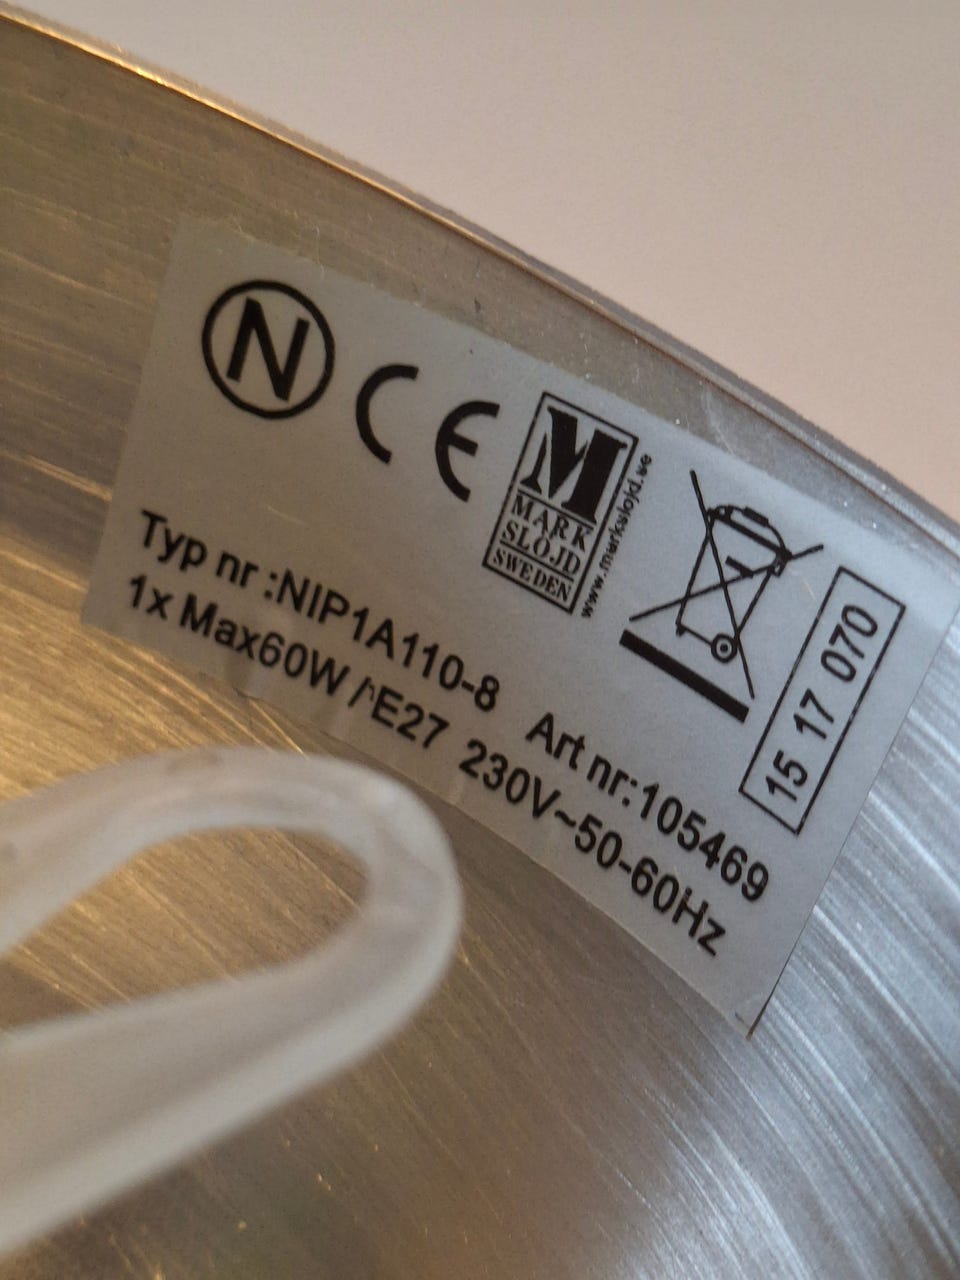 N
CE
M
MARK
SLÖJD
SWEDEN
www.markslojd.se
15 17 070
Typ nr :NIP1A110-8 Art nr:105469
1x Max60W /E27 230V~50-60Hz